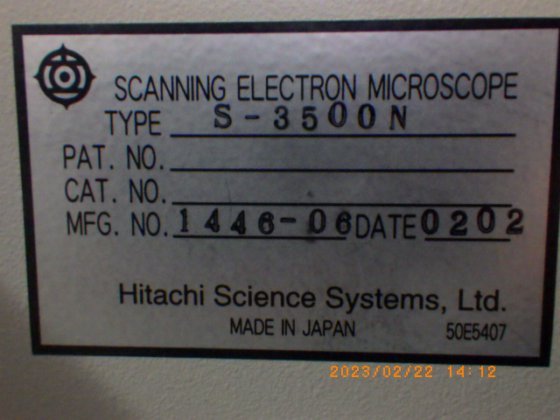 SCANNING ELECTRON MICROSCOPE
TYPE S-3500N
PAT. NO.
CAT. NO.
MFG. NO. 1446-06 DATE 0202
Hitachi Science Systems, Ltd.
MADE IN JAPAN 50E5407
2023/02/22 14:12